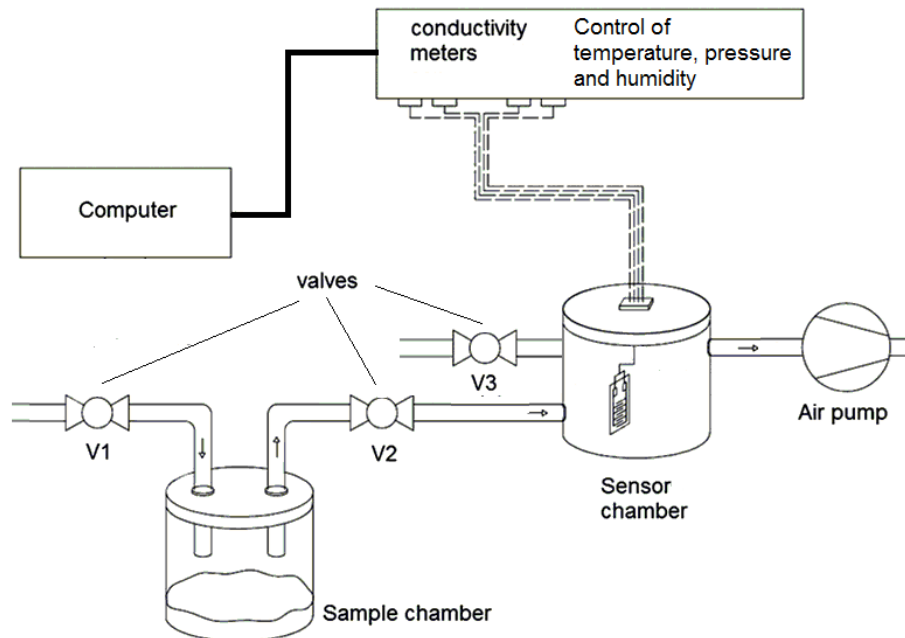 conductivity
meters
Control of
temperature, pressure
and humidity
Computer
valves
V1
V2
V3
Air pump
Sensor
chamber
Sample chamber